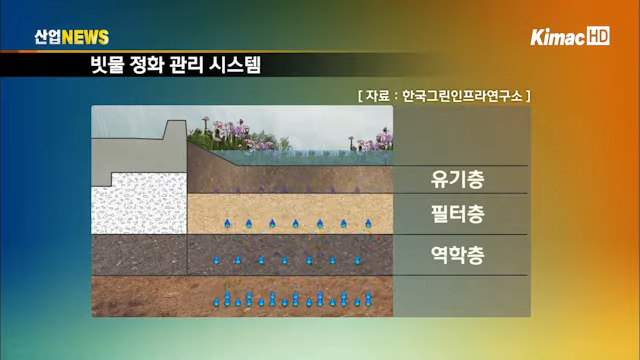 산업NEWS
Kimac HD
빗물 정화 관리 시스템
[ 자료 : 한국그린인프라연구소 ]
유기층
필터층
역학층